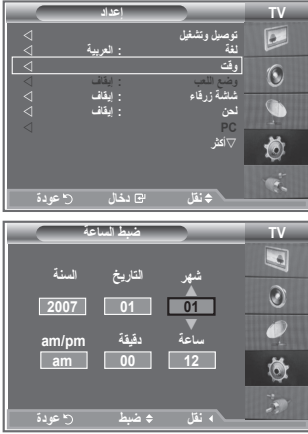 TV
إعداد
توصيل وتشغيل
لغة : العربية
وقت
وضع اللعب : إيقاف
شاشة زرقاء : إيقاف
لحن : إيقاف
PC
أكثر
نقل دخال عودة
TV
ضبط الساعة
شهر التاريخ السنة
01 01 2007
ساعة دقيقة am/pm
12 00 am
نقل ضبط عودة